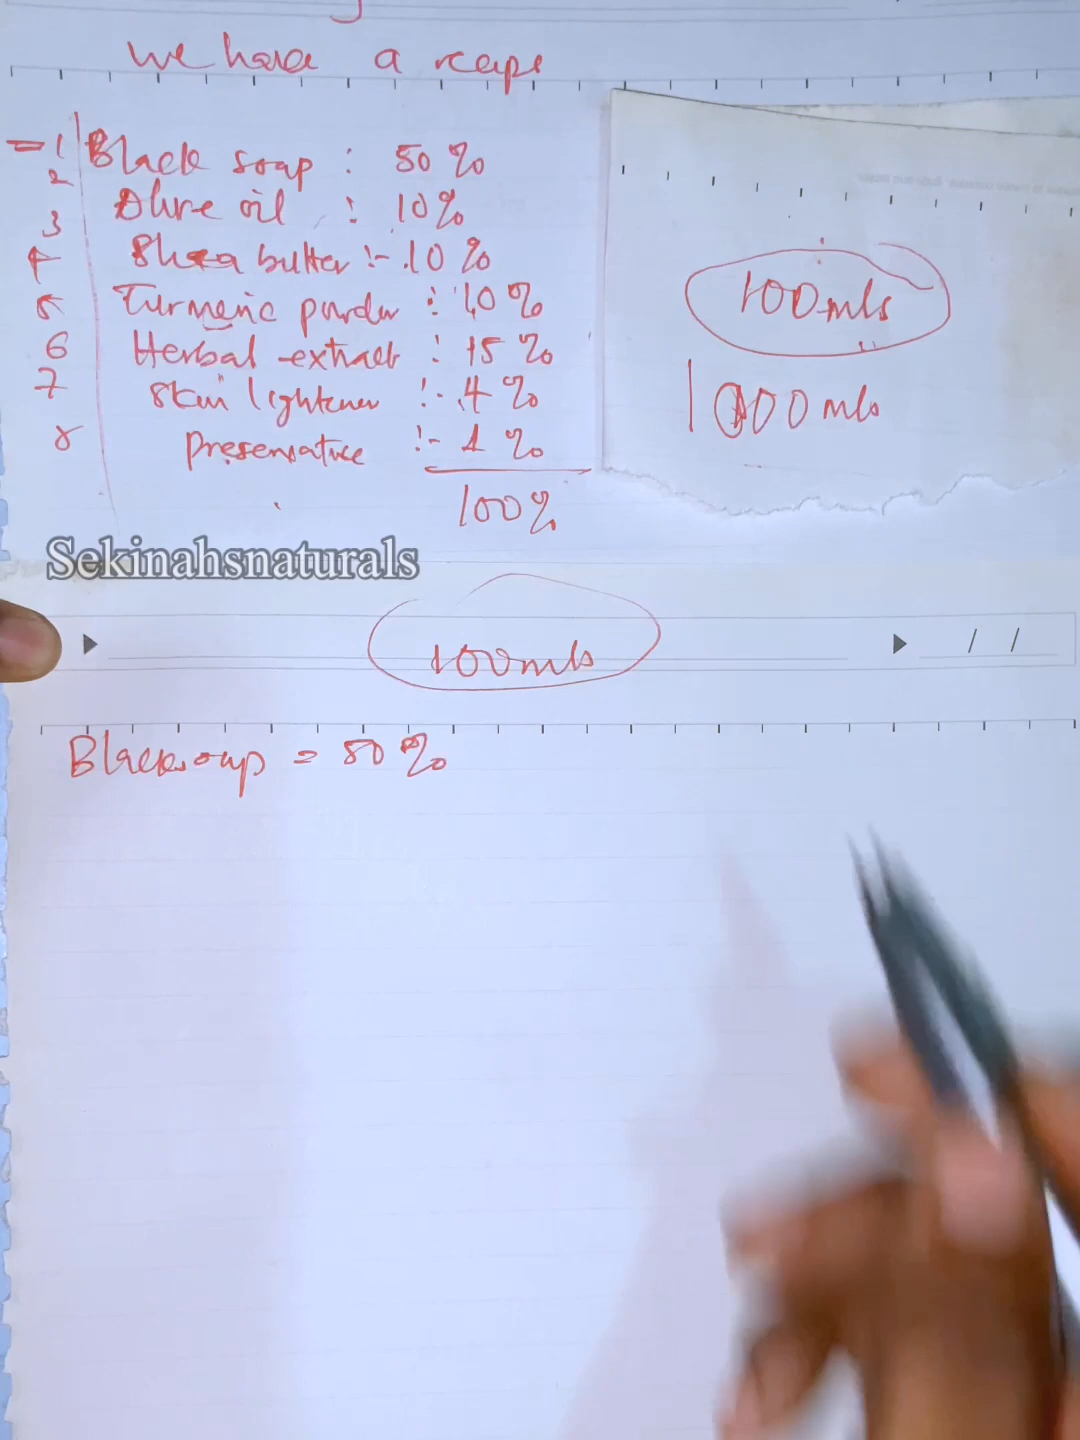 We have a recipe
1 Black soap : 50%
2 Olive oil : 10%
3 Shea butter :- 10%
4 Turmeric powder : 10%
5 Herbal extract : 15%
6 Skin lightener :- 4%
7 Preservative :- 1%
8
100%
100mls
1000mls
Sekinahsnaturals
100mls
/ /
Blacksoap = 50%